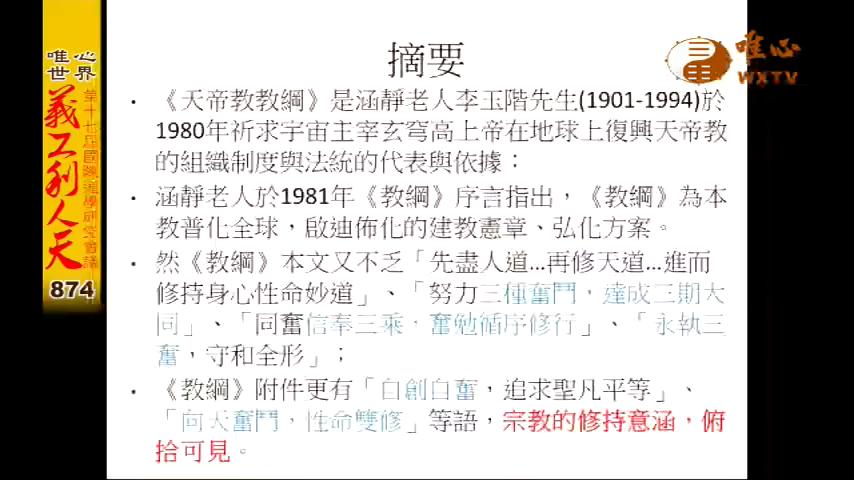 唯心
世界
義工利人天
第十七屆國際易學研究會議
874
唯心
WXTV
摘要
• 《天帝教教綱》是涵靜老人李玉階先生(1901-1994)於
1980年祈求宇宙主宰玄穹高上帝在地球上復興天帝教
的組織制度與法統的代表與依據：
• 涵靜老人於1981年《教綱》序言指出，《教綱》為本
教普化全球，啟迪佈化的建教憲章、弘化方案。
• 然《教綱》本文又不乏「先盡人道…再修天道…進而
修持身心性命妙道」、「努力三種奮鬥，達成三期大
同」、「同奮信奉三乘，奮勉循序修行」、「永執三
奮，守和全形」；
• 《教綱》附件更有「自創自奮，追求聖凡平等」、
「向天奮鬥，性命雙修」等語，宗教的修持意涵，俯
拾可見。